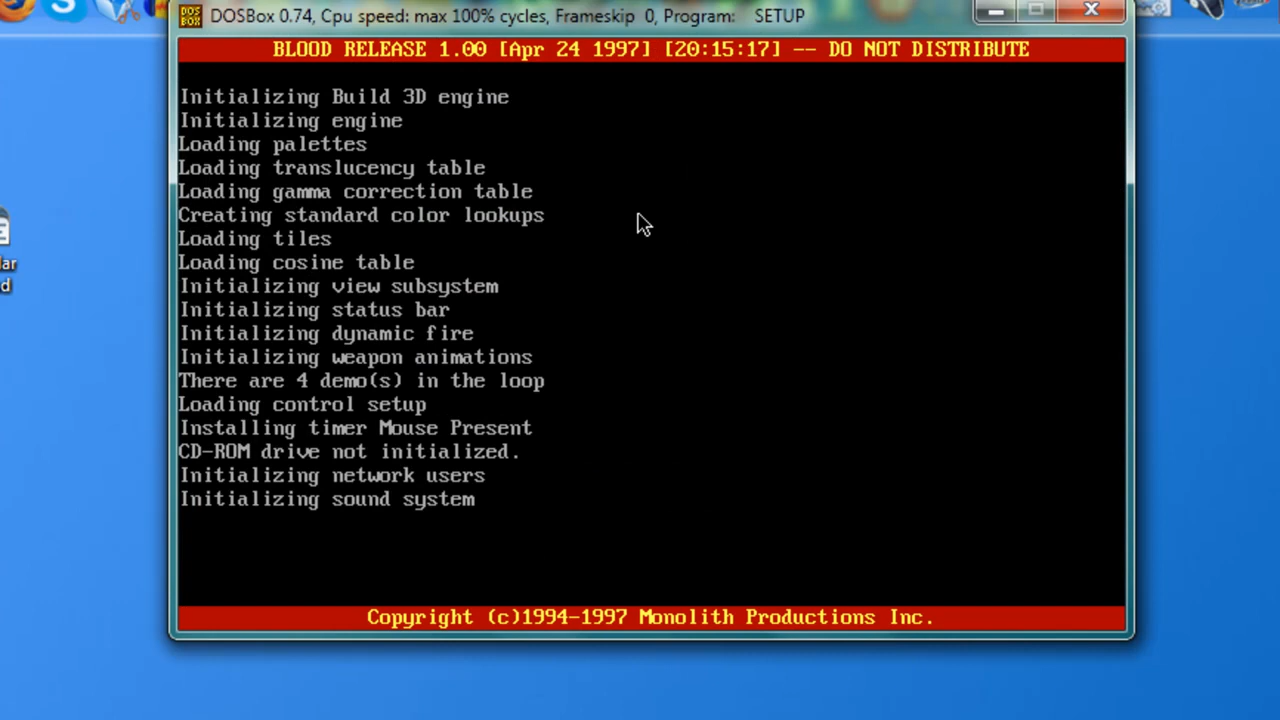 DOSBox 0.74, Cpu speed: max 100% cycles, Frameskip 0, Program: SETUP
BLOOD RELEASE 1.00 [Apr 24 1997] [20:15:17] -- DO NOT DISTRIBUTE
Initializing Build 3D engine
Initializing engine
Loading palettes
Loading translucency table
Loading gamma correction table
Creating standard color lookups
Loading tiles
Loading cosine table
Initializing view subsystem
Initializing status bar
Initializing dynamic fire
Initializing weapon animations
There are 4 demo(s) in the loop
Loading control setup
Installing timer Mouse Present
CD-ROM drive not initialized.
Initializing network users
Initializing sound system
Copyright (c)1994-1997 Monolith Productions Inc.
DOS
BOX
lar
d